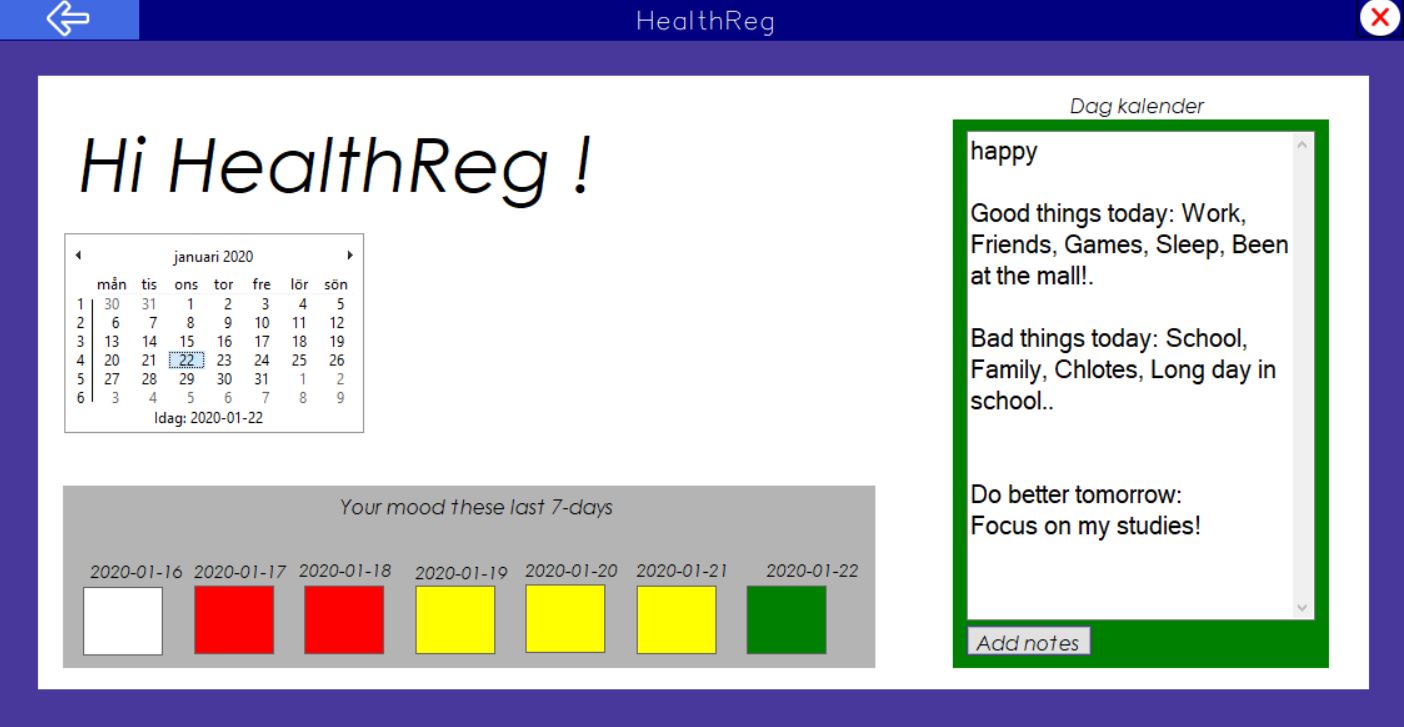 HealthReg
Hi HealthReg !
januari 2020
mån tis ons tor fre lör sön
1 30 31 1 2 3 4 5
2 6 7 8 9 10 11 12
3 13 14 15 16 17 18 19
4 20 21 22 23 24 25 26
5 27 28 29 30 31 1 2
6 3 4 5 6 7 8 9
Idag: 2020-01-22
Your mood these last 7-days
2020-01-16 2020-01-17 2020-01-18 2020-01-19 2020-01-20 2020-01-21 2020-01-22
Dag kalender
happy
Good things today: Work,
Friends, Games, Sleep, Been
at the mall!.
Bad things today: School,
Family, Chlotes, Long day in
school..
Do better tomorrow:
Focus on my studies!
Add notes